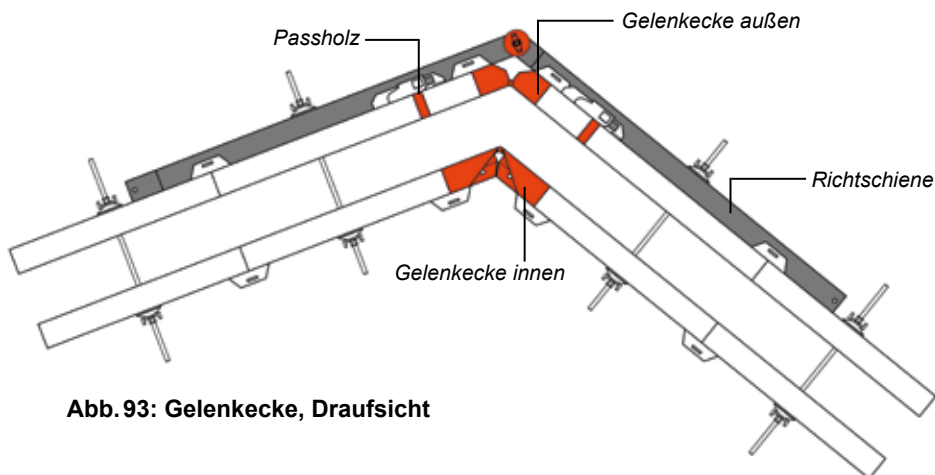 Gelenkecke außen
Passholz
Richtschiene
Gelenkecke innen
Abb. 93: Gelenkecke, Draufsicht